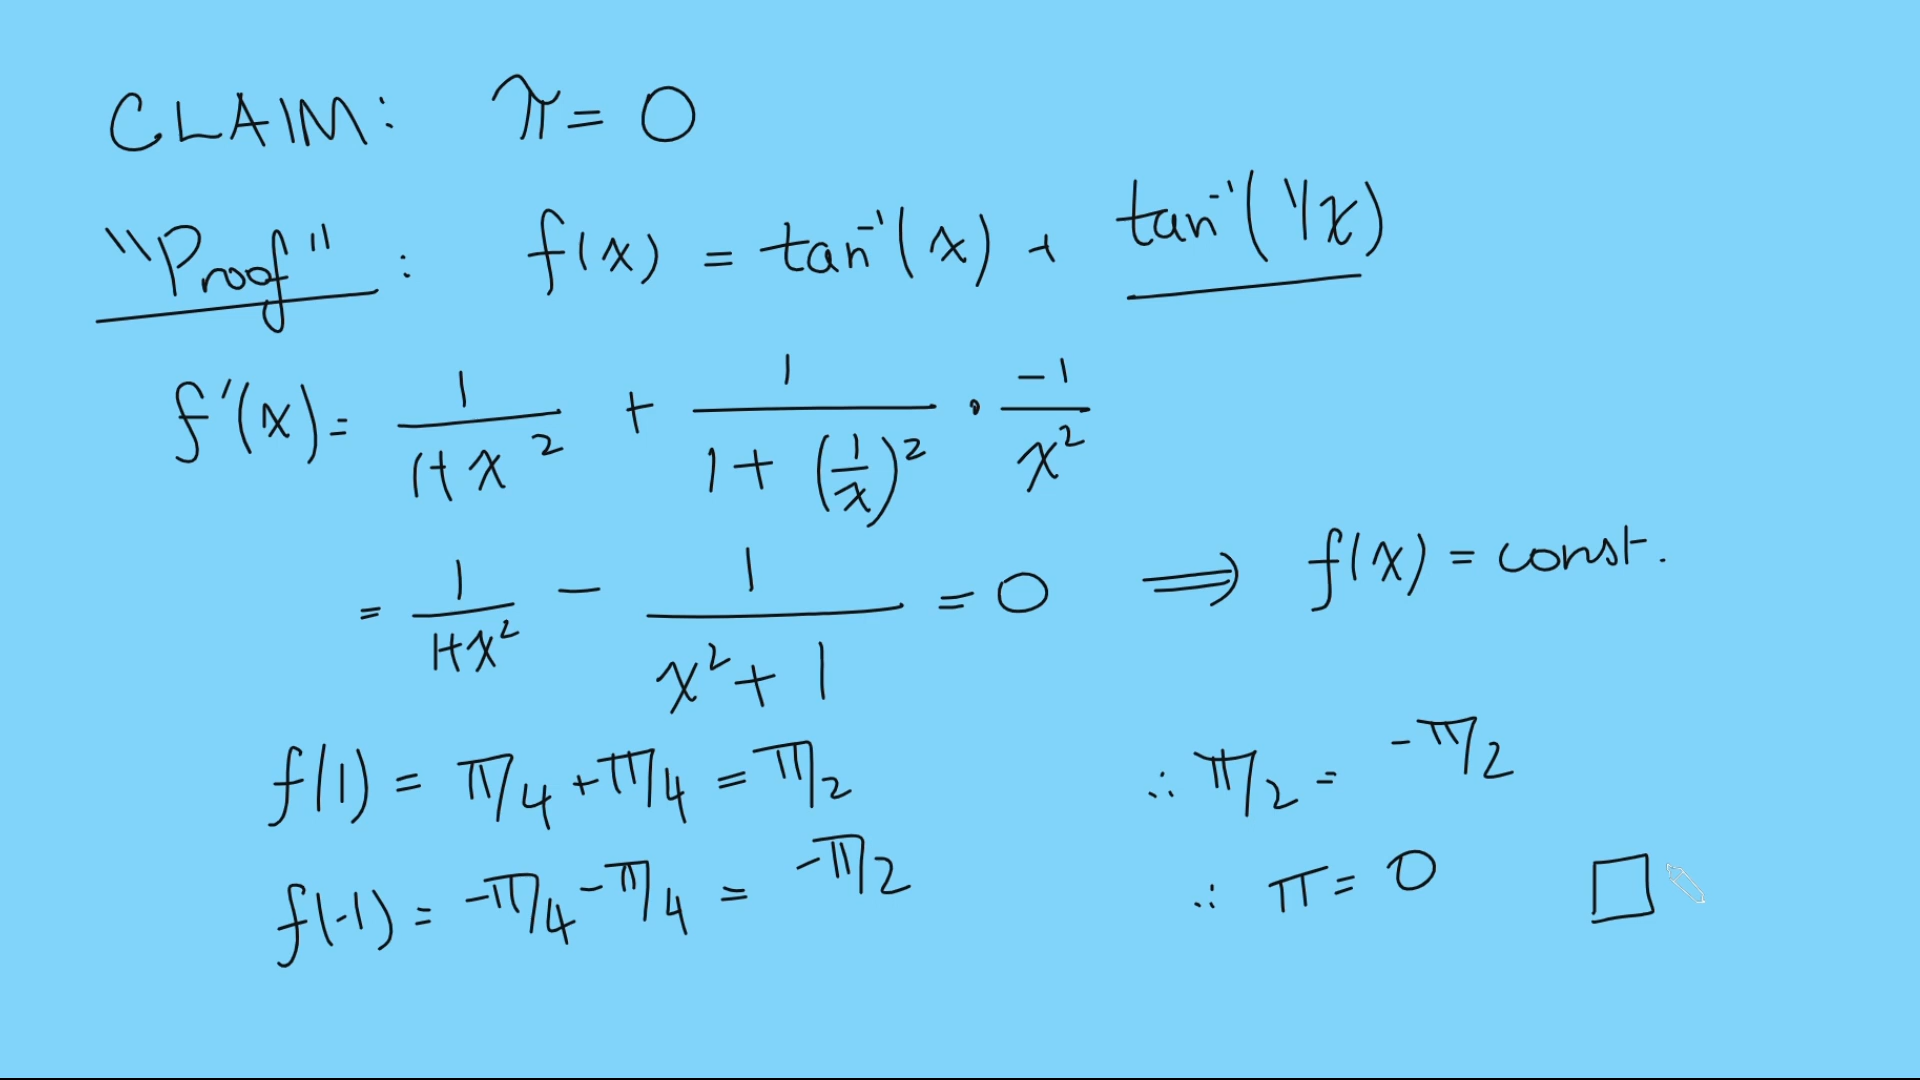 CLAIM: π = 0
"Proof": f(x) = tan⁻¹(x) + tan⁻¹(1/x)
f'(x) = 1/(1+x²) + 1/(1+(1/x)²) · -1/x²
= 1/(1+x²) - 1/(x²+1) = 0 ⟹ f(x) = const.
f(1) = π/4 + π/4 = π/2 ∴ π/2 = -π/2
f(-1) = -π/4 - π/4 = -π/2 ∴ π = 0 □